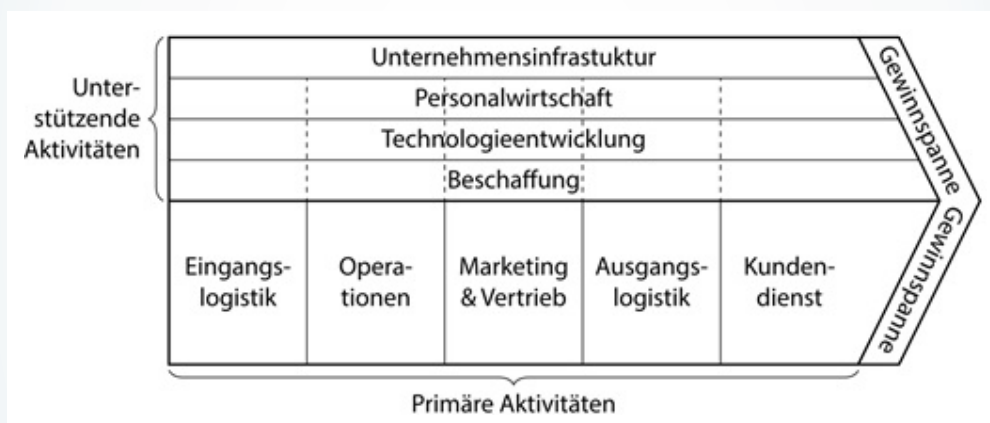 Unter-
stützende
Aktivitäten
Unternehmensinfrastuktur
Personalwirtschaft
Technologieentwicklung
Beschaffung
Eingangs-
logistik
Opera-
tionen
Marketing
& Vertrieb
Ausgangs-
logistik
Kunden-
dienst
Gewinnspanne
Gewinnspanne
Primäre Aktivitäten